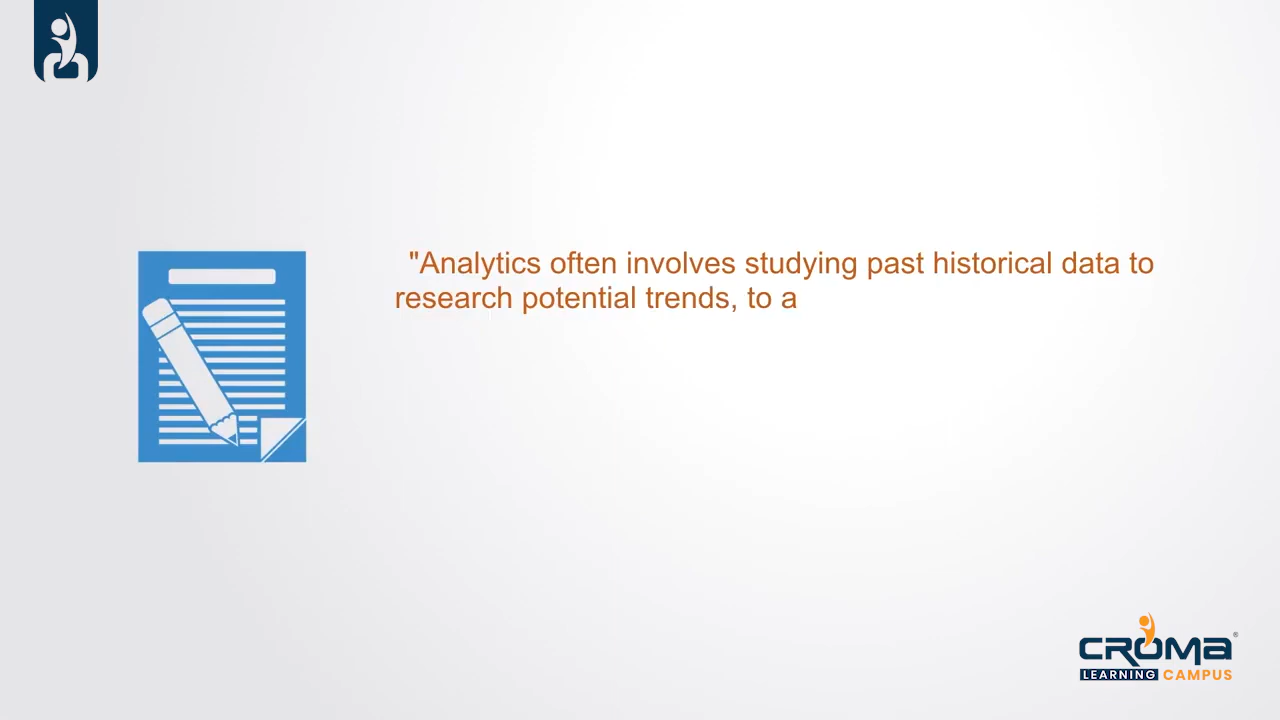 "Analytics often involves studying past historical data to
research potential trends, to a
CROMA®
LEARNING CAMPUS